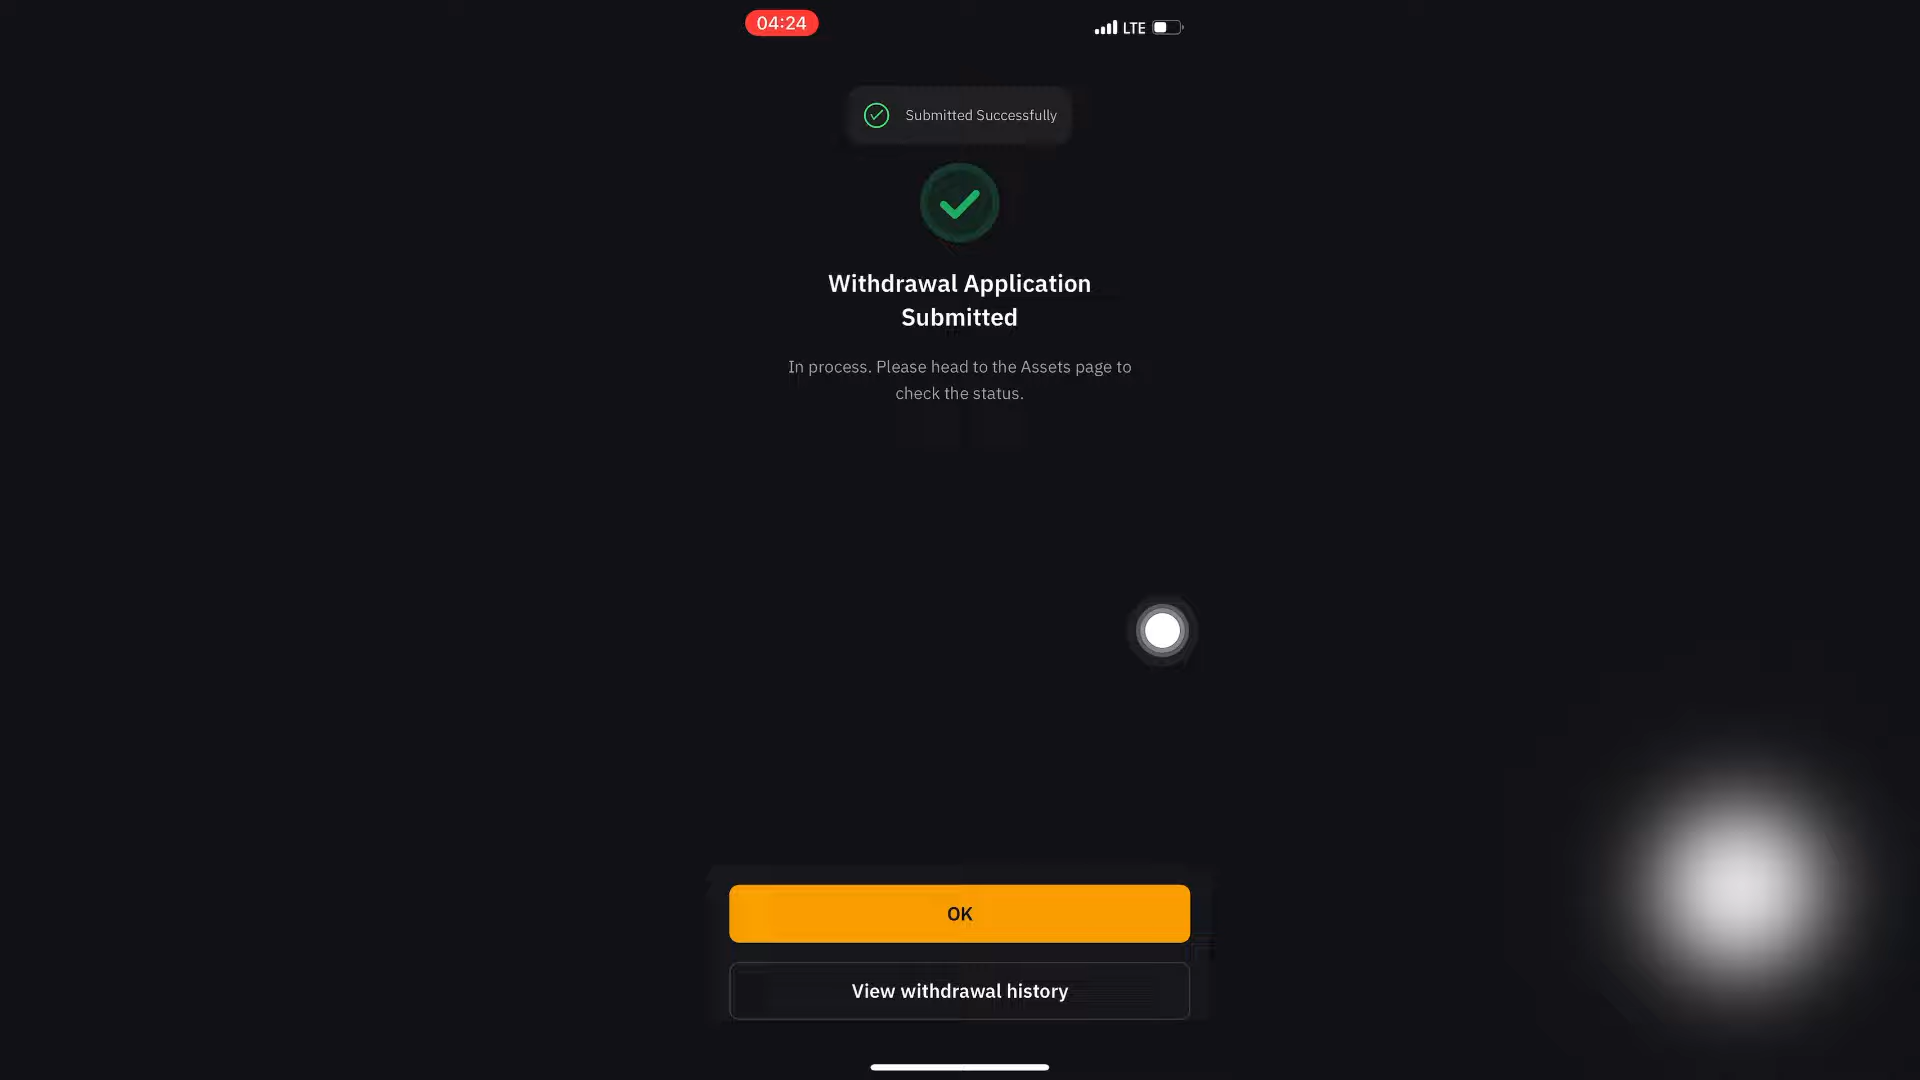 04:24
LTE
Submitted Successfully
Withdrawal Application
Submitted
In process. Please head to the Assets page to
check the status.
OK
View withdrawal history